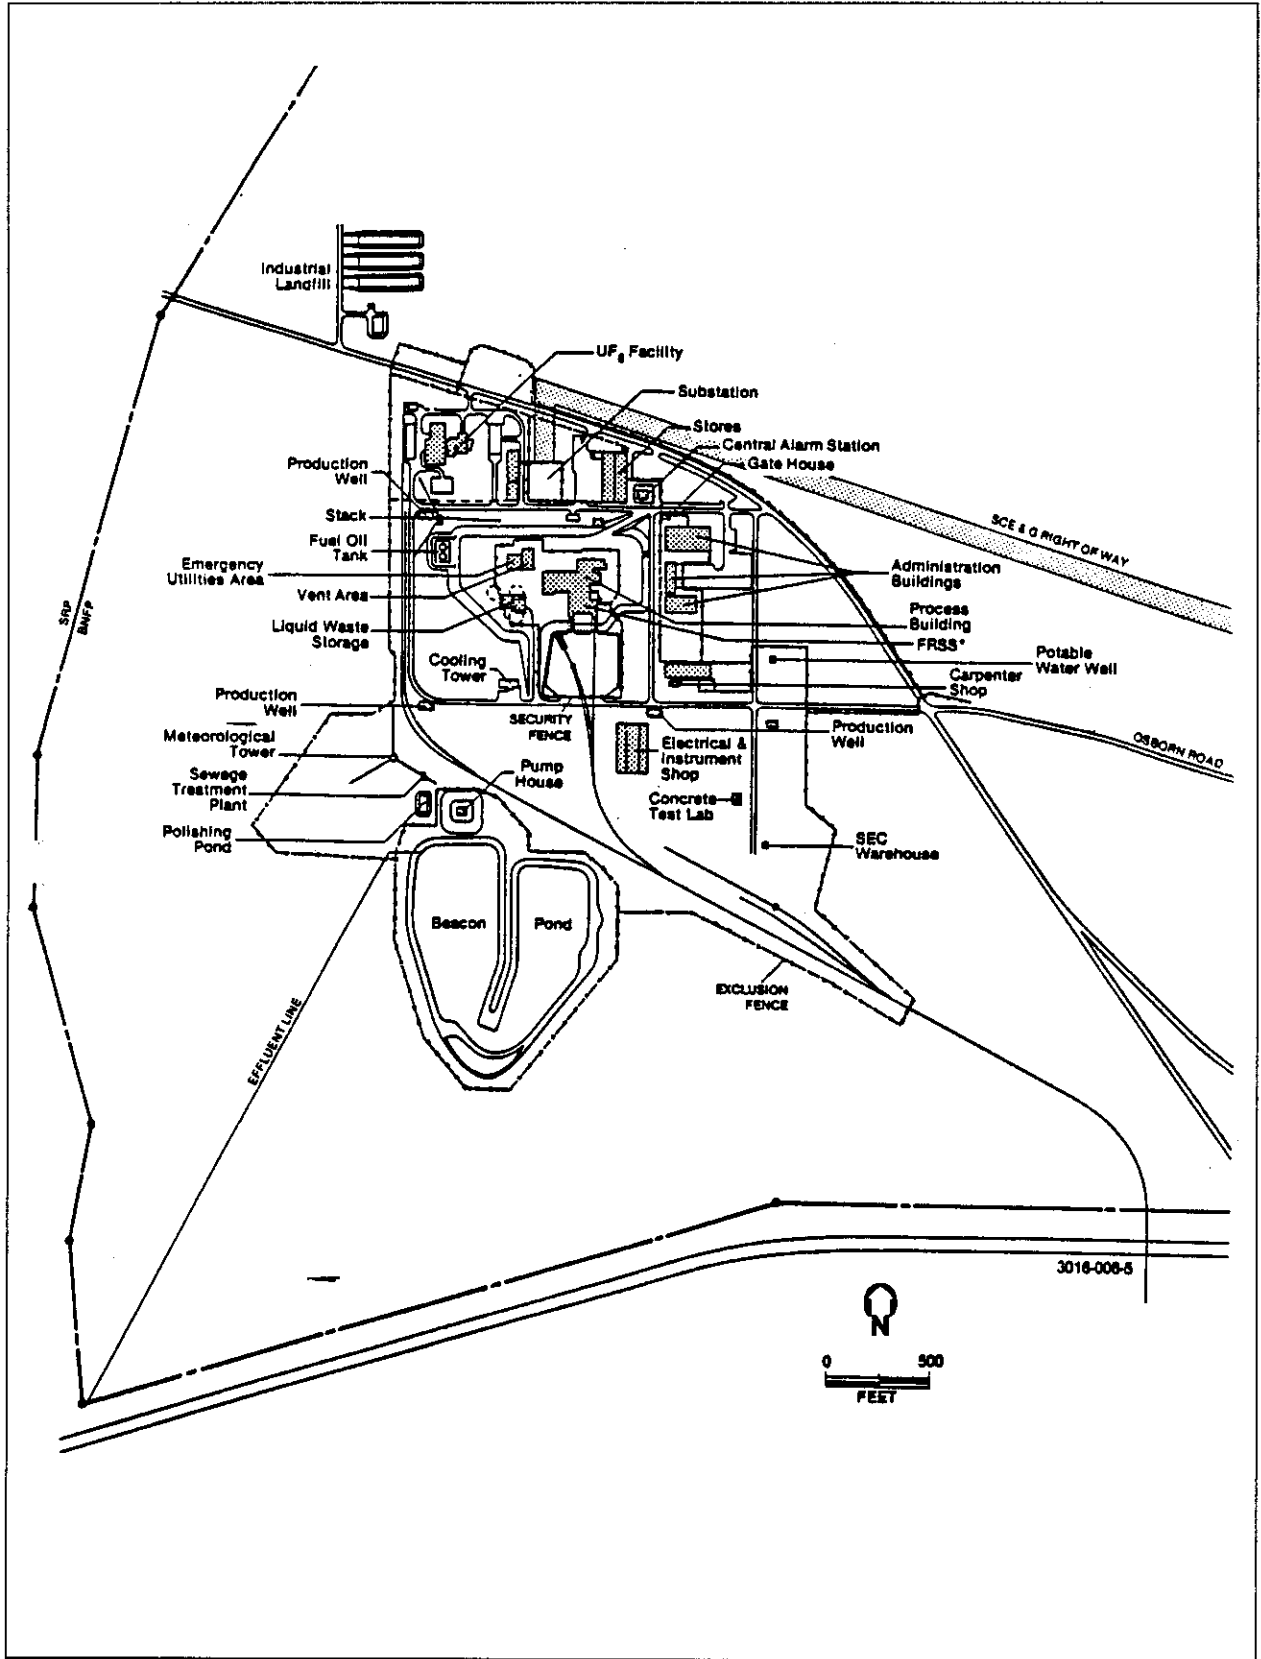 Industrial
Landfill
UF6 Facility
Substation
Stores
Central Alarm Station
Gate House
Production
Well
Stack
Fuel Oil
Tank
Emergency
Utilities Area
Vent Area
Liquid Waste
Storage
SCE & G RIGHT OF WAY
Administration
Buildings
Process
Building
FRSS*
Potable
Water Well
Carpenter
Shop
SRP
BNFP
Cooling
Tower
Production
Well
SECURITY
FENCE
Production
Well
OSBORN ROAD
Meteorological
Tower
Sewage
Treatment
Plant
Polishing
Pond
Pump
House
Electrical &
Instrument
Shop
Concrete
Test Lab
SEC
Warehouse
Beacon
Pond
EXCLUSION
FENCE
EFFLUENT LINE
3016-006-5
N
0 500
FEET